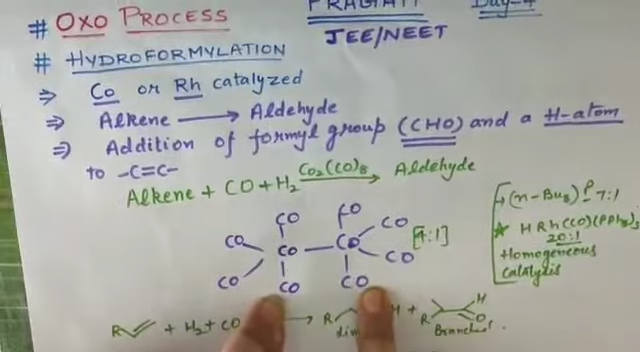 # OXO PROCESS
PRAGATI Day-4
# HYDROFORMYLATION
JEE/NEET
⇒ Co or Rh catalyzed
⇒ Alkene → Aldehyde
⇒ Addition of formyl group (CHO) and a H-atom
to -C=C-
Alkene + CO + H2 Co2(CO)8 → Aldehyde
CO CO
CO CO CO [4:1]
Co — Co
CO CO CO
CO
→ (n-Bu3)P 7:1
★ HRh(CO)(PPh3)3
20:1
Homogeneous
Catalysis
R + H2 + CO → R H + R H
O
Branched.